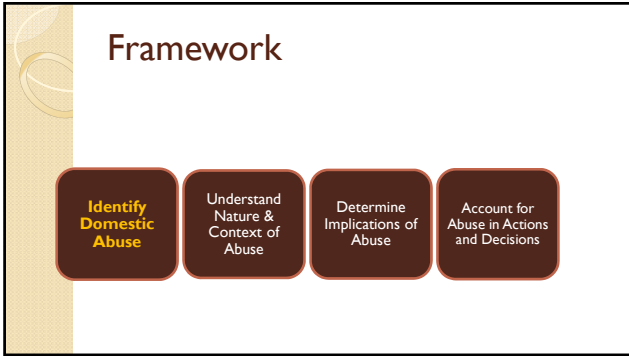 Framework
Identify
Domestic
Abuse
Understand
Nature &
Context of
Abuse
Determine
Implications of
Abuse
Account for
Abuse in Actions
and Decisions